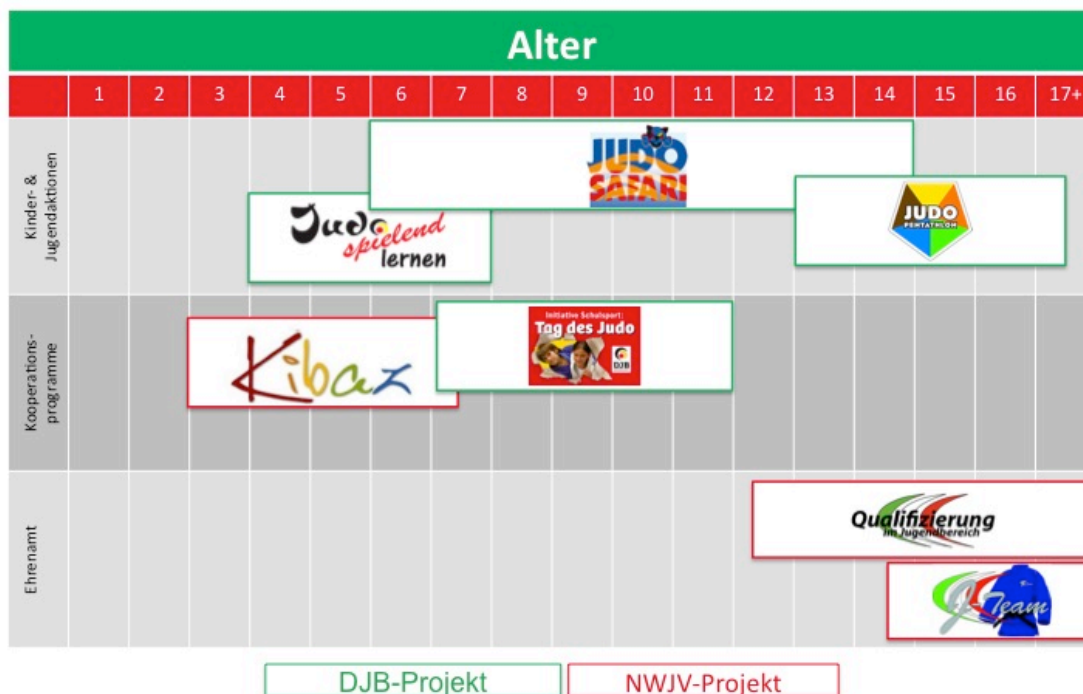 Alter
1 2 3 4 5 6 7 8 9 10 11 12 13 14 15 16 17+
Kinder- &
Jugendaktionen
JUDO
SAFARI
Judo
spielend
lernen
JUDO
PENTATHLON
Kooperations-
programme
Kibaz
Initiative Schulsport:
Tag des Judo
DJB
Ehrenamt
Qualifizierung
im Jugendbereich
J-Team
DJB-Projekt
NWJV-Projekt